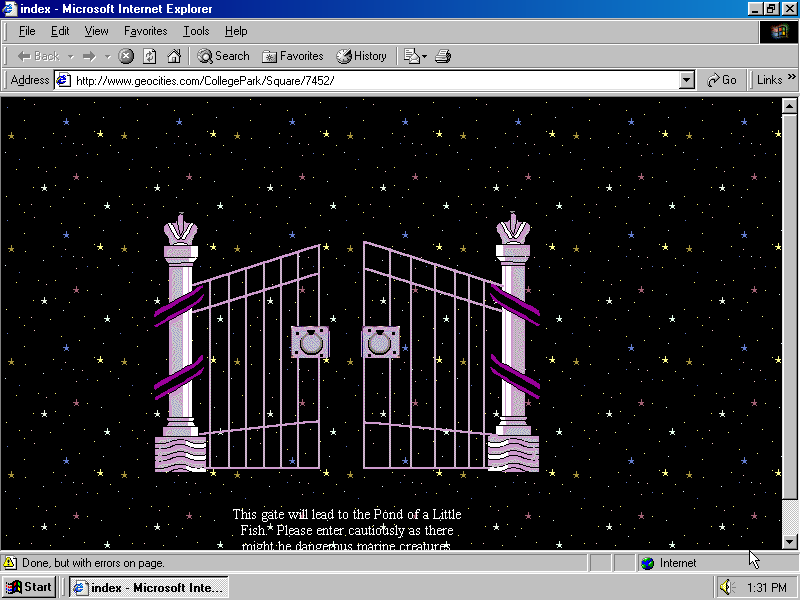 index - Microsoft Internet Explorer
File Edit View Favorites Tools Help
Back Search Favorites History
Address http://www.geocities.com/CollegePark/Square/7452/ Go Links »
This gate will lead to the Pond of a Little
Fish. Please enter cautiously as there
might be dangerous marine creatures
Done, but with errors on page. Internet
Start index - Microsoft Inte... 1:31 PM